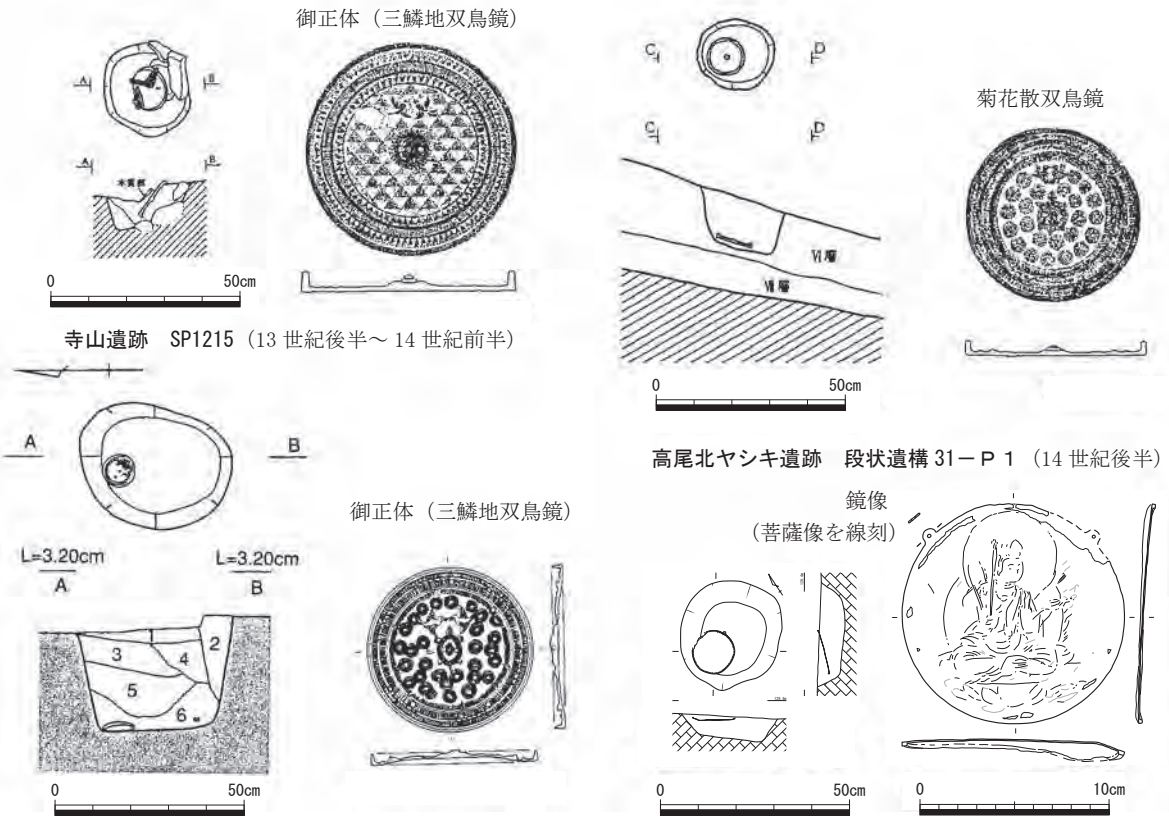 御正体（三鱗地双鳥鏡）
A
B
A
B
木質板
0
50cm
寺山遺跡　SP1215（13 世紀後半～ 14 世紀前半）
C
D
C
D
菊花散双鳥鏡
Ⅵ層
Ⅶ層
0
50cm
高尾北ヤシキ遺跡　段状遺構 31－Ｐ１（14 世紀後半）
A
B
L=3.20cm
A
L=3.20cm
B
2
3
4
5
6
0
50cm
御正体（三鱗地双鳥鏡）
鏡像
（菩薩像を線刻）
0
50cm
0
10cm